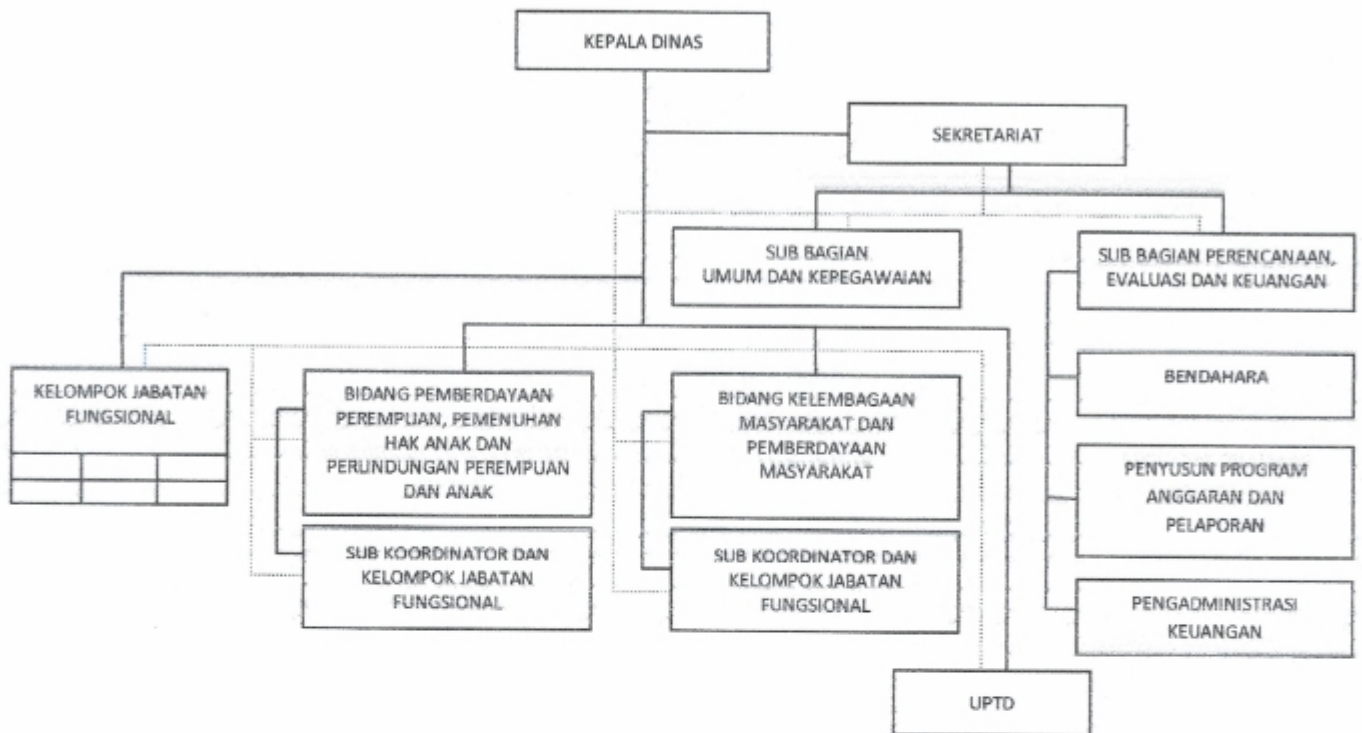 KEPALA DINAS
SEKRETARIAT
SUB BAGIAN
UMUM DAN KEPEGAWAIAN
SUB BAGIAN PERENCANAAN,
EVALUASI DAN KEUANGAN
KELOMPOK JABATAN
FUNGSIONAL
BIDANG PEMBERDAYAAN
PEREMPUAN, PEMENUHAN
HAK ANAK DAN
PERLINDUNGAN PEREMPUAN
DAN ANAK
BIDANG KELEMBAGAAN
MASYARAKAT DAN
PEMBERDAYAAN
MASYARAKAT
BENDAHARA
PENYUSUN PROGRAM
ANGGARAN DAN
PELAPORAN
SUB KOORDINATOR DAN
KELOMPOK JABATAN
FUNGSIONAL
SUB KOORDINATOR DAN
KELOMPOK JABATAN
FUNGSIONAL
PENGADMINISTRASI
KEUANGAN
UPTD